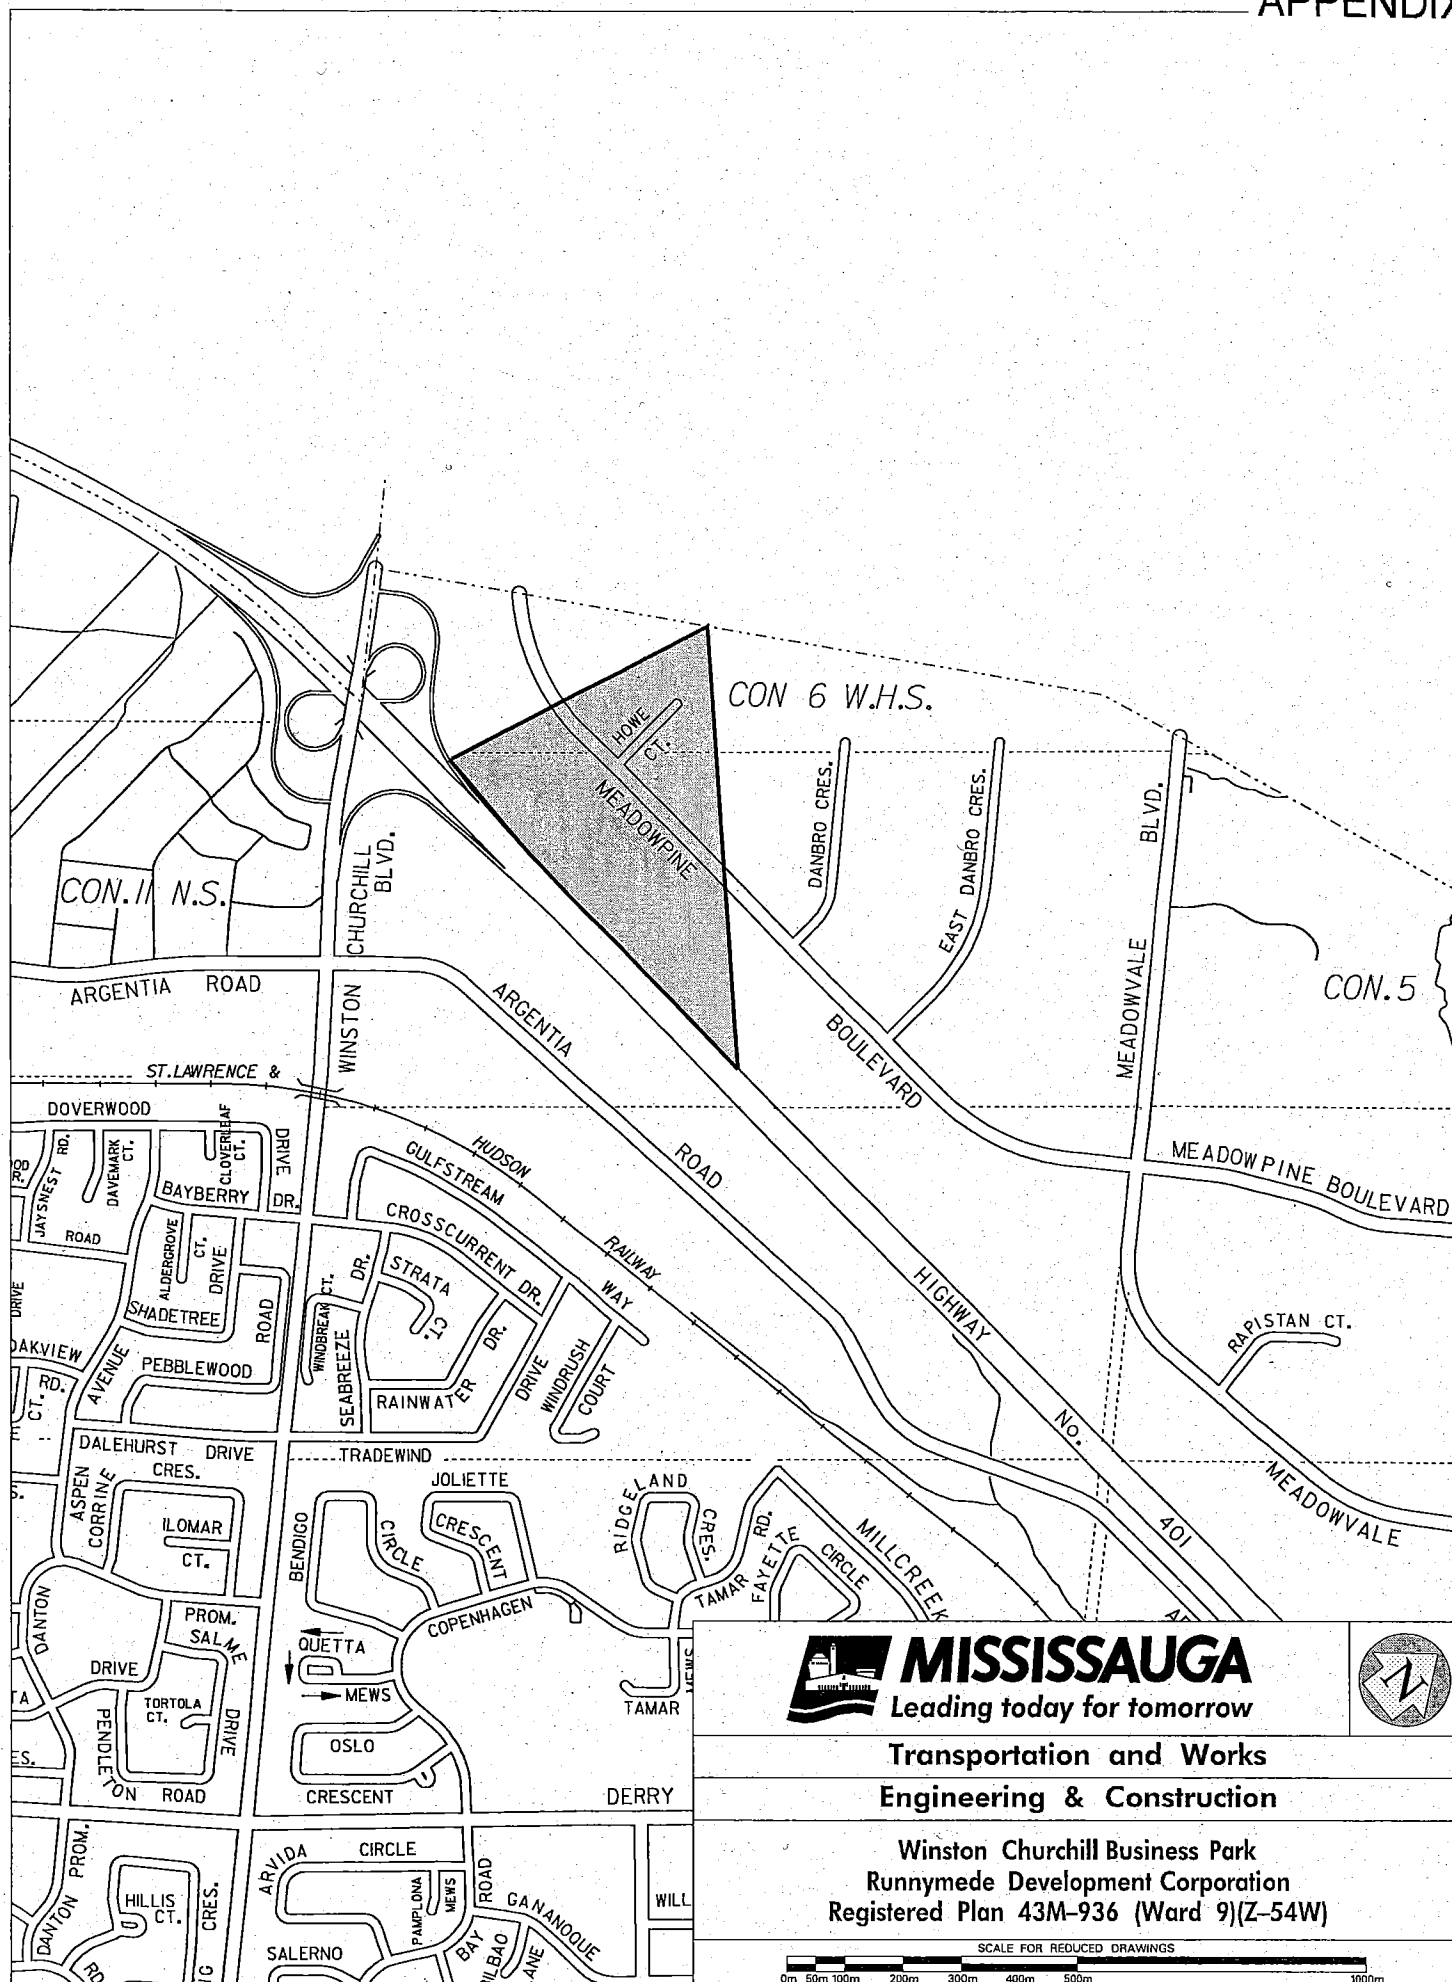 APPENDIX
CON 6 W.H.S.
HOWE
CT.
MEADOWPINE
BOULEVARD
DANBRO CRES.
EAST DANBRO CRES.
MEADOWVALE
BLVD.
CON.11 N.S.
CHURCHILL
BLVD.
WINSTON
CON.5
ARGENTIA ROAD
ARGENTIA
ROAD
ST.LAWRENCE &
HUDSON
RAILWAY
MEADOWPINE BOULEVARD
HIGHWAY
No.
401
RAPISTAN CT.
MEADOWVALE
DOVERWOOD
DRIVE
JAYSNEST RD.
DAVEMARK
CT.
CLOVERLEAF
CT.
BAYBERRY
DR.
ROAD
ALDERGROVE
CT.
DRIVE
SHADETREE
ROAD
DRIVE
OAKVIEW
RD.
CT.
AVENUE
PEBBLEWOOD
GULFSTREAM
WAY
CROSSCURRENT DR.
STRATA
CT.
DR.
SEABREEZE
WINDBREAK CT.
RAINWATER
DR.
DRIVE
WINDRUSH
COURT
DALEHURST DRIVE
TRADEWIND
ASPEN
CORRINE
CRES.
ILOMAR
CT.
BENDIGO
CIRCLE
JOLIETTE
CRESCENT
COPENHAGEN
RIDGELAND
CRES.
TAMAR
RD.
FAYETTE
CIRCLE
MILLCREEK
DANTON
PROM.
SALME
DRIVE
DRIVE
TORTOLA
CT.
PENDLETON ROAD
QUETTA
MEWS
OSLO
CRESCENT
TAMAR
MEWS
DERRY
DANTON PROM.
HILLIS
CT.
CRES.
RD.
ARVIDA
CIRCLE
PAMPLONA
MEWS
ROAD
BAY
GANANOQUE
SALERNO
WILL
MISSISSAUGA
Leading today for tomorrow
N
Transportation and Works
Engineering & Construction
Winston Churchill Business Park
Runnymede Development Corporation
Registered Plan 43M-936 (Ward 9)(Z-54W)
SCALE FOR REDUCED DRAWINGS
0m 50m 100m 200m 300m 400m 500m 1000m